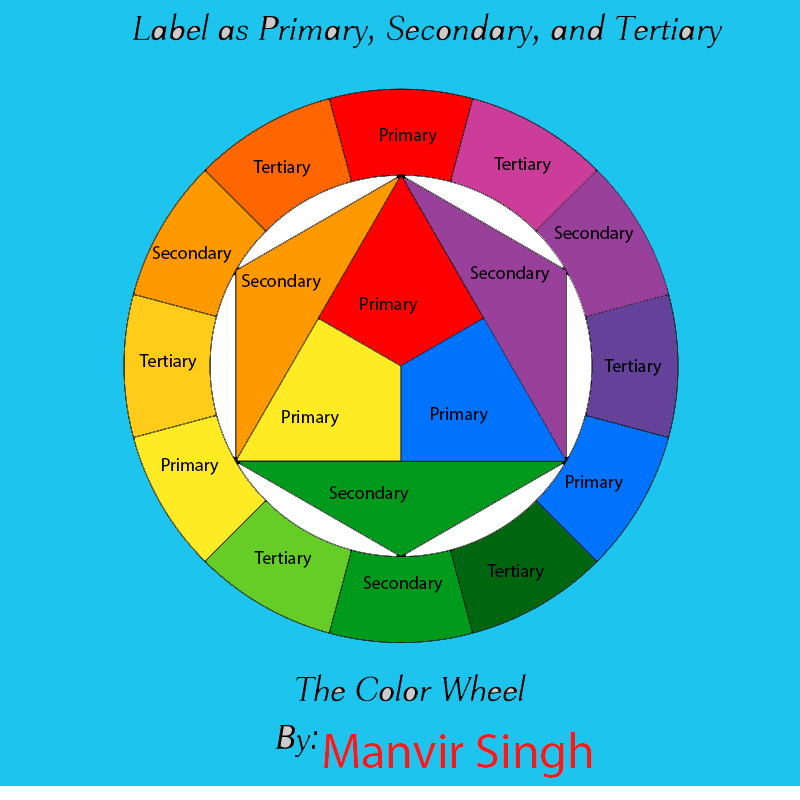 Label as Primary, Secondary, and Tertiary
Primary
Tertiary
Tertiary
Secondary
Secondary
Secondary
Secondary
Primary
Tertiary
Tertiary
Primary
Primary
Primary
Primary
Secondary
Tertiary
Tertiary
Secondary
The Color Wheel
By: Manvir Singh